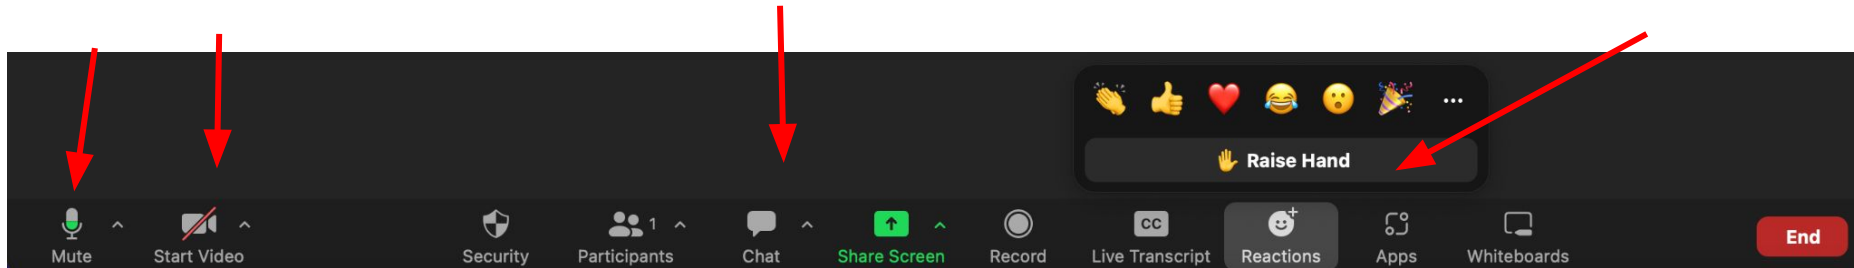 Raise Hand
1
CC
Mute Start Video Security Participants Chat Share Screen Record Live Transcript Reactions Apps Whiteboards End